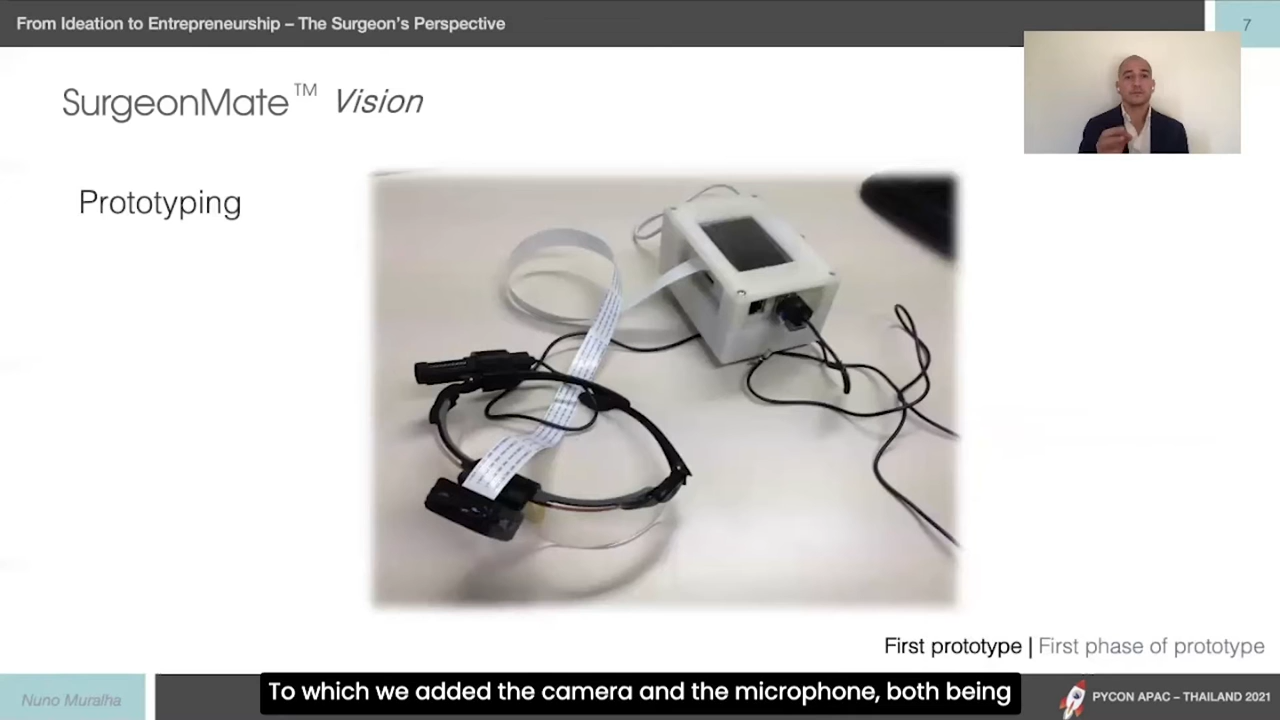 From Ideation to Entrepreneurship – The Surgeon's Perspective
7
SurgeonMate™ Vision
Prototyping
First prototype | First phase of prototype
Nuno Muralha
To which we added the camera and the microphone, both being
PYCON APAC – THAILAND 2021